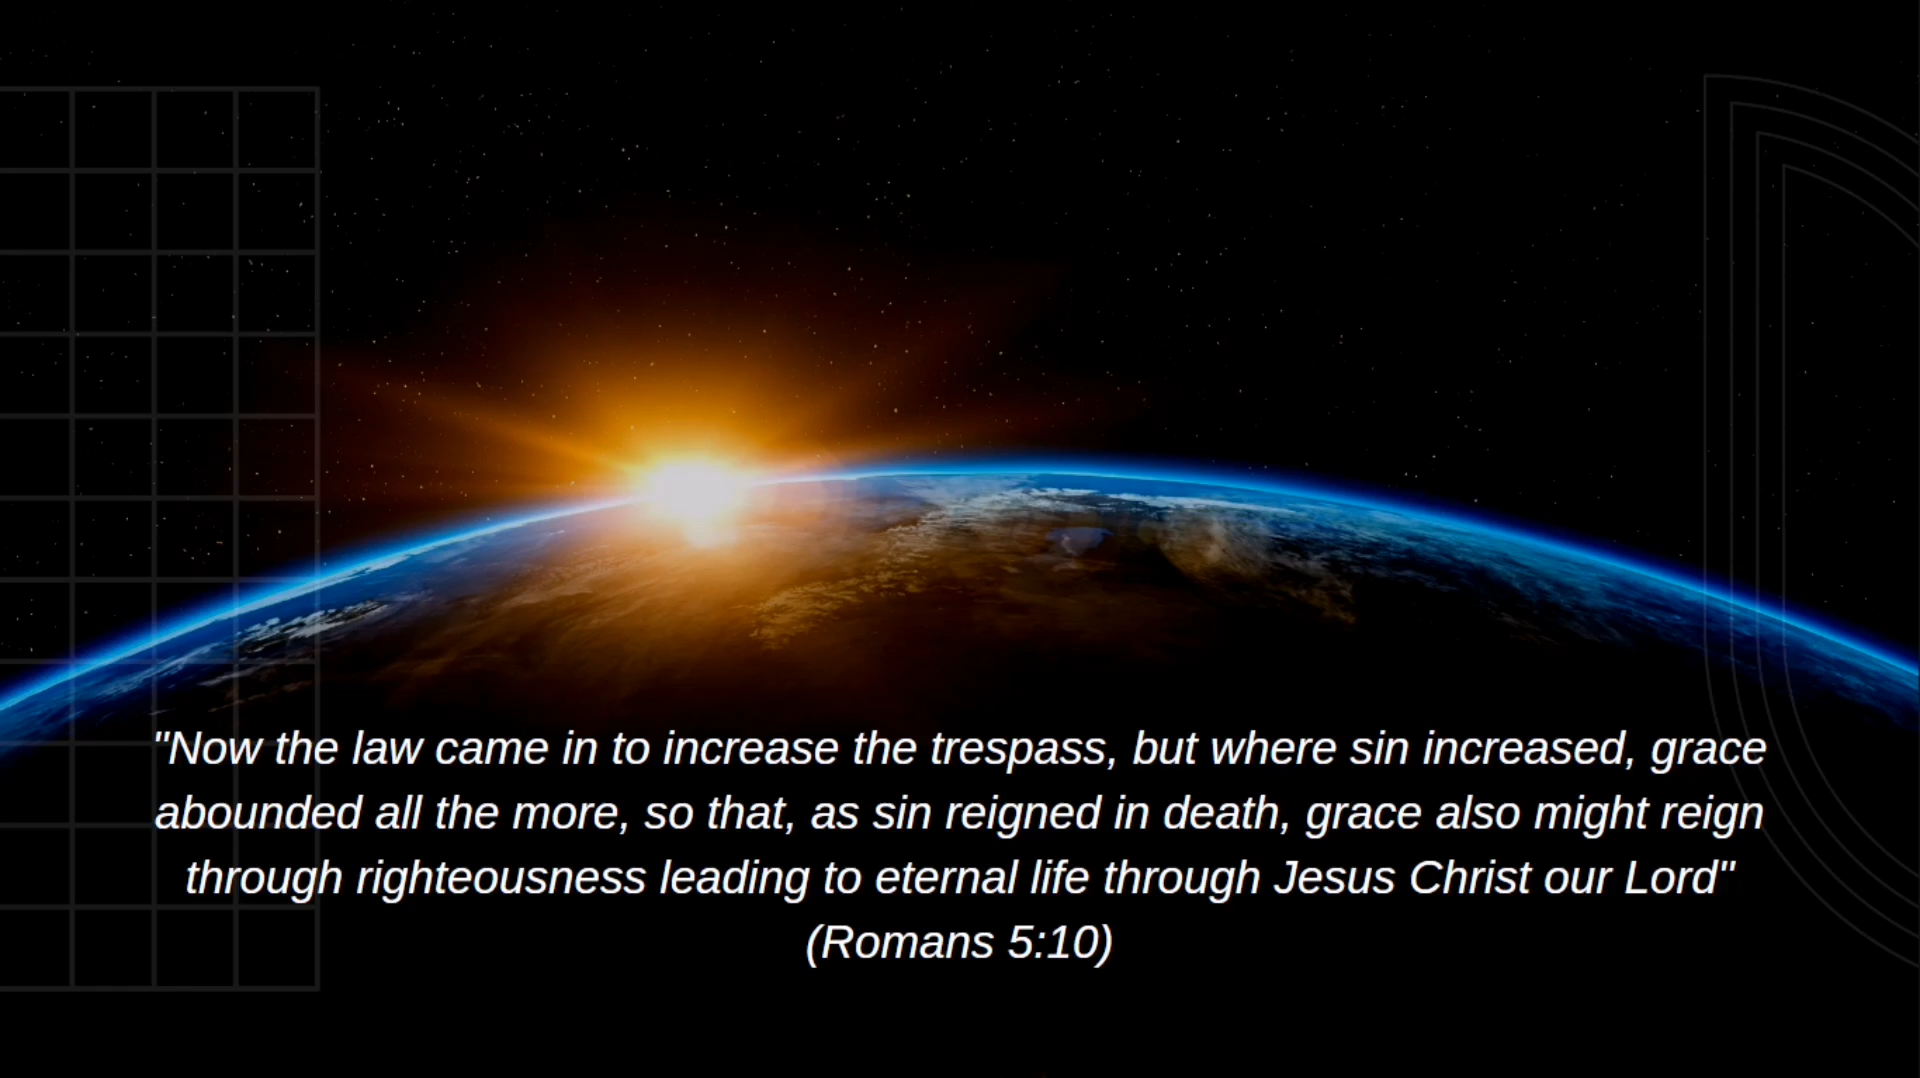 "Now the law came in to increase the trespass, but where sin increased, grace
abounded all the more, so that, as sin reigned in death, grace also might reign
through righteousness leading to eternal life through Jesus Christ our Lord"
(Romans 5:10)